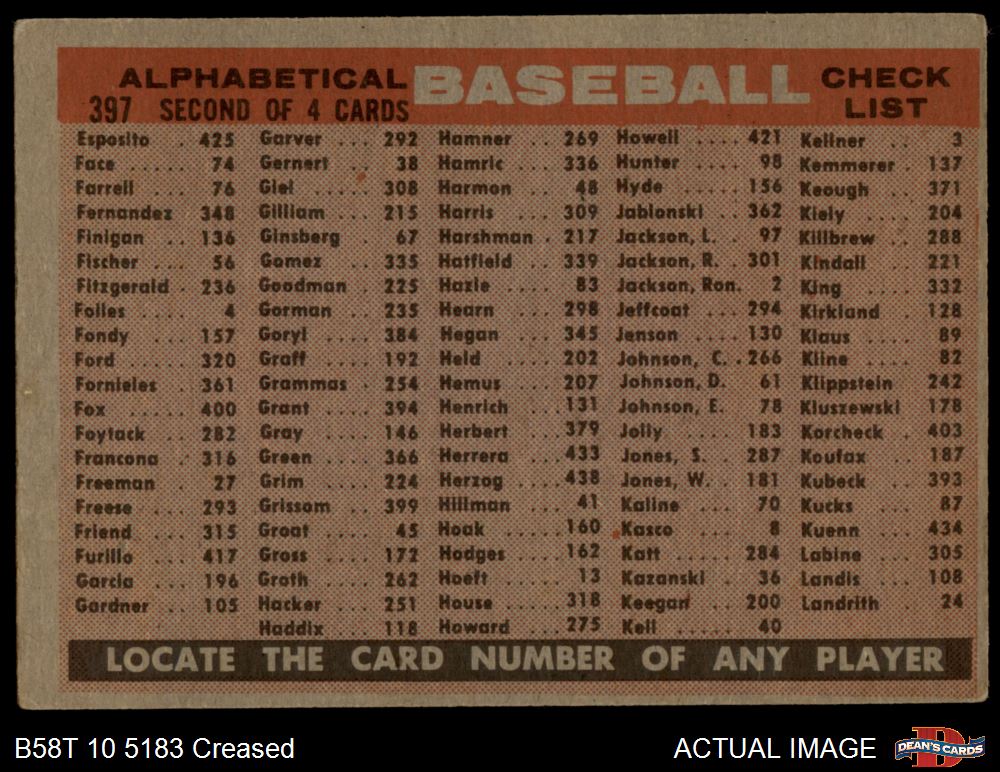 ALPHABETICAL BASEBALL CHECK LIST
397 SECOND OF 4 CARDS
Esposito . 425
Face ... 74
Farrell .. 76
Fernandez 348
Finigan .. 136
Fischer ... 56
Fitzgerald . 236
Folles ... 4
Fondy ... 157
Ford .... 320
Fornieles . 361
Fox ..... 400
Foytack .. 282
Francona . 316
Freeman .. 27
Freese ... 293
Friend ... 315
Furillo ... 417
Garcia ... 196
Gardner .. 105
Garver ... 292
Gernert .. 38
Giel ..... 308
Gilliam ... 215
Ginsberg . 67
Gomez ... 335
Goodman . 225
Gorman .. 235
Goryl .... 384
Graff .... 192
Grammas . 254
Grant .... 394
Gray .... 146
Green .... 366
Grim .... 224
Grissom .. 399
Groat .... 45
Gross .... 172
Groth .... 262
Hacker ... 251
Haddix ... 118
Hamner ... 269
Hamric ... 336
Harmon .. 48
Harris .... 309
Harshman . 217
Hatfield ... 339
Hazle .... 83
Hearn .... 298
Hegan .... 345
Held ..... 202
Hemus ... 207
Henrich ... 131
Herbert ... 379
Herrera ... 433
Herzog ... 438
Hillman ... 41
Hoak ..... 160
Hodges ... 162
Hoeft .... 13
House .... 318
Howard ... 275
Howell .... 421
Hunter .... 98
Hyde ..... 156
Jablonski .. 362
Jackson, L. . 97
Jackson, R. . 301
Jackson, Ron. 2
Jeffcoat ... 294
Jenson .... 130
Johnson, C. . 266
Johnson, D. 61
Johnson, E. 78
Jolly .... 183
Jones, S. . 287
Jones, W. . 181
Kaline .... 70
Kasco .... 8
Katt ..... 284
Kazanski . 36
Keegan .. 200
Kell ..... 40
Kellner .. 3
Kemmerer . 137
Keough .. 371
Kiely .... 204
Killbrew .. 288
Kindall ... 221
King ..... 332
Kirkland .. 128
Klaus .... 89
Kline .... 82
Klippstein . 242
Kluszewski 178
Korcheck . 403
Koufax ... 187
Kubeck ... 393
Kucks .... 87
Kuenn ... 434
Labine ... 305
Landis ... 108
Landrith . 24
LOCATE THE CARD NUMBER OF ANY PLAYER
B58T 10 5183 Creased
ACTUAL IMAGE
DEAN'S CARDS